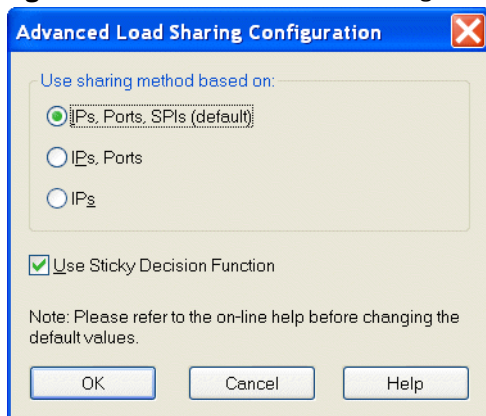 Advanced Load Sharing Configuration
Use sharing method based on:
IPs, Ports, SPIs (default)
IPs, Ports
IPs
Use Sticky Decision Function
Note: Please refer to the on-line help before changing the
default values.
OK Cancel Help